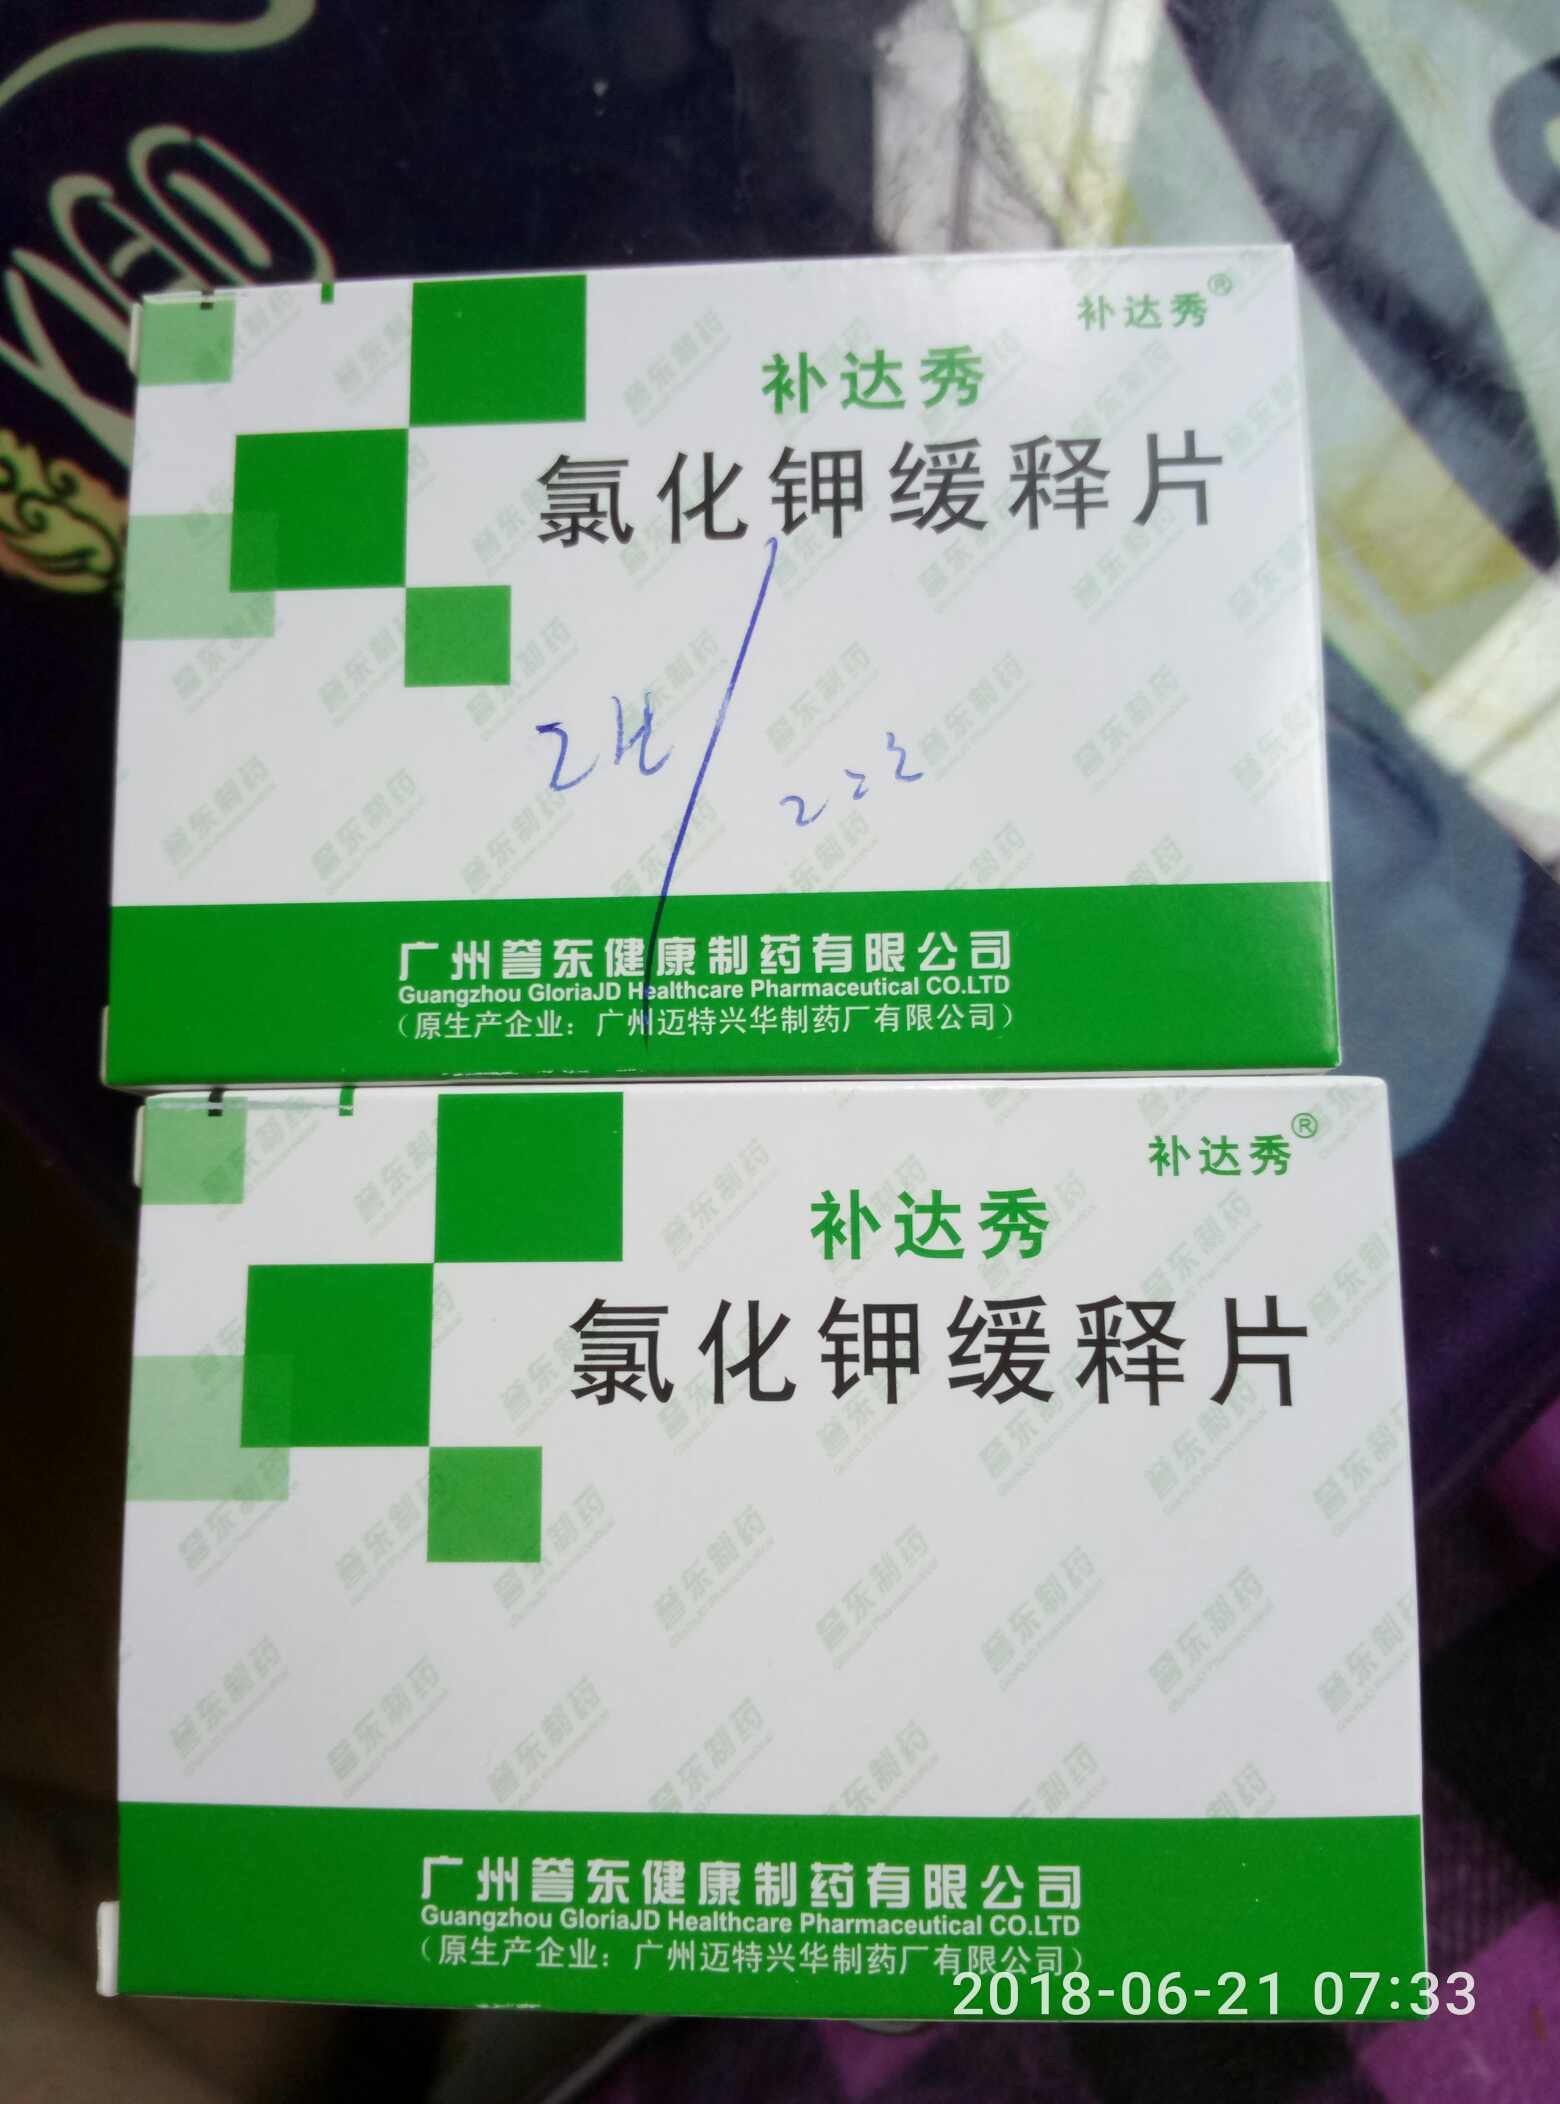 补达秀®
补达秀
氯化钾缓释片
2 2 2
广州誉东健康制药有限公司
Guangzhou GloriaJD Healthcare Pharmaceutical CO.LTD
（原生产企业：广州迈特兴华制药厂有限公司）
补达秀®
补达秀
氯化钾缓释片
广州誉东健康制药有限公司
Guangzhou GloriaJD Healthcare Pharmaceutical CO.LTD
（原生产企业：广州迈特兴华制药厂有限公司）
2018-06-21 07:33